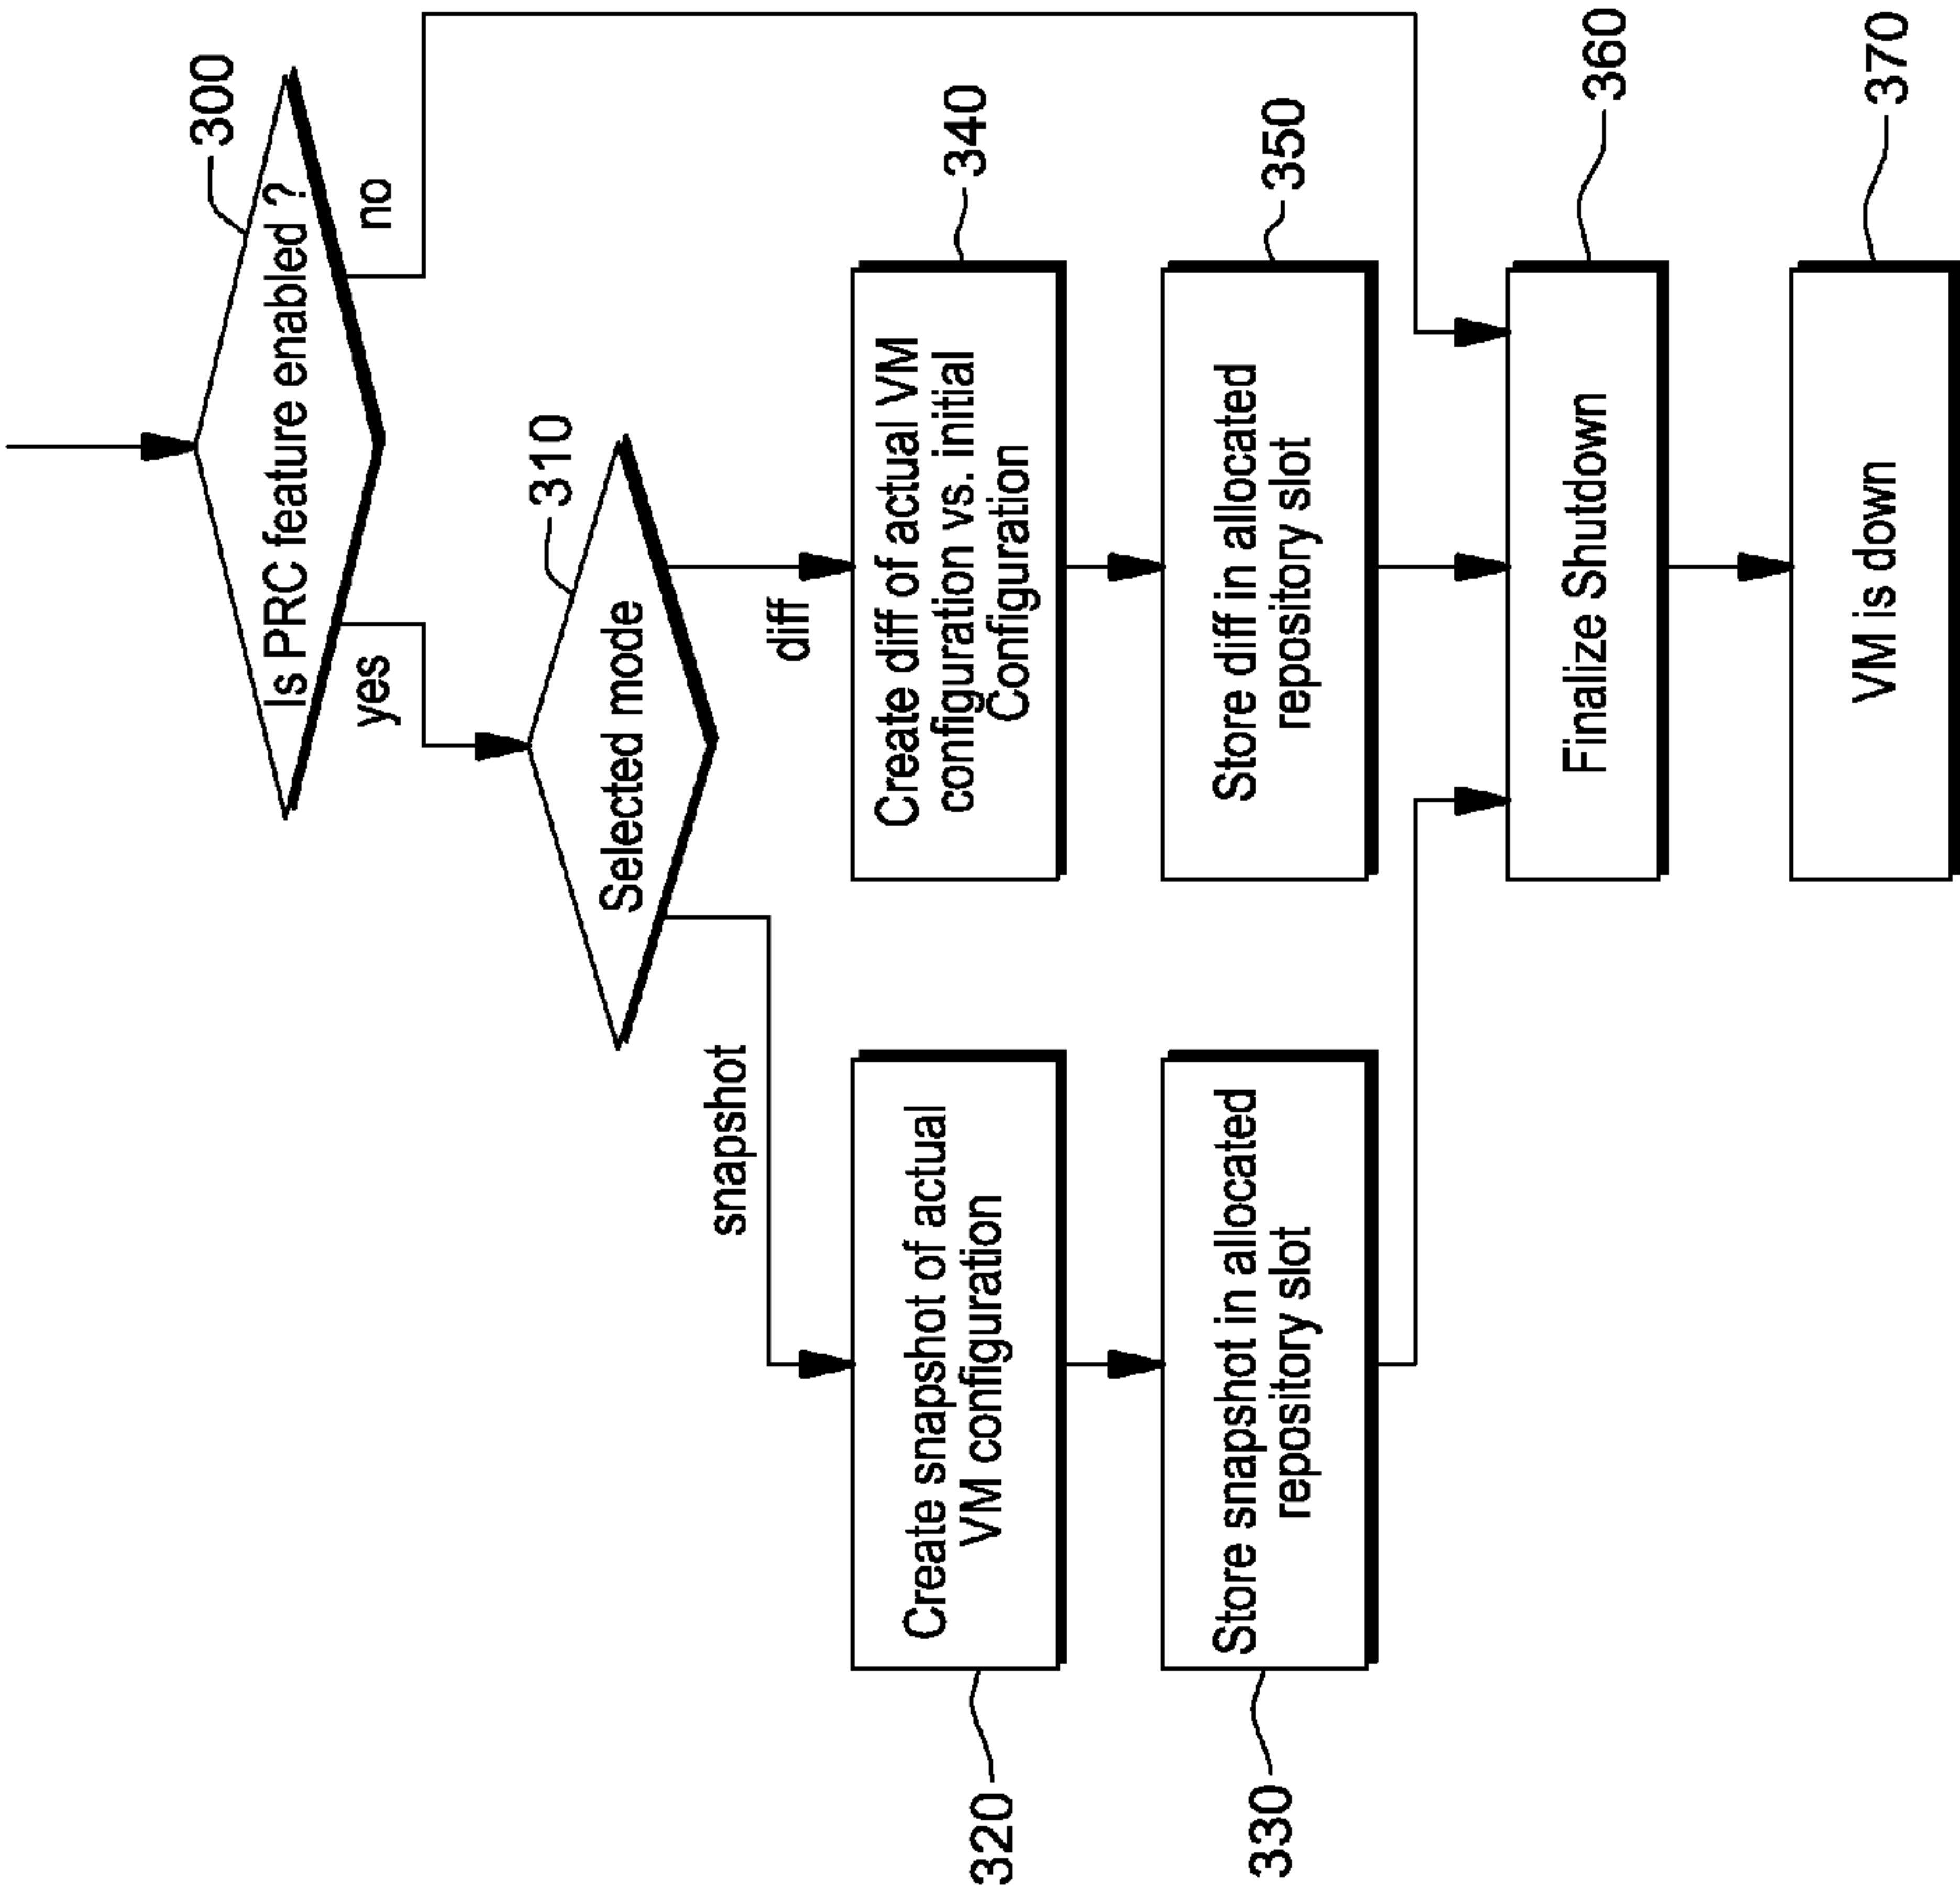 300
Is PRC feature enabled ?
yes
no
310
Selected mode
snapshot
diff
320
Create snapshot of actual
VM configuration
340
Create diff of actual VM
configuration vs. initial
Configuration
330
Store snapshot in allocated
repository slot
350
Store diff in allocated
repository slot
360
Finalize Shutdown
370
VM is down